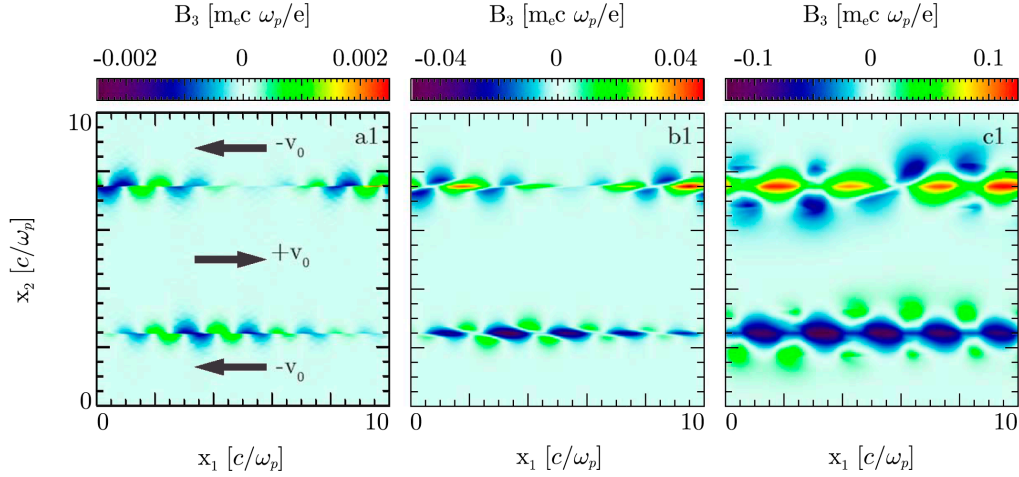 B₃ [mₑc ωₚ/e] B₃ [mₑc ωₚ/e] B₃ [mₑc ωₚ/e]
-0.002 0 0.002 -0.04 0 0.04 -0.1 0 0.1
10 a1 b1 c1
-v₀
+v₀
x₂ [c/ωₚ]
-v₀
0
0 10 0 10 0 10
x₁ [c/ωₚ] x₁ [c/ωₚ] x₁ [c/ωₚ]